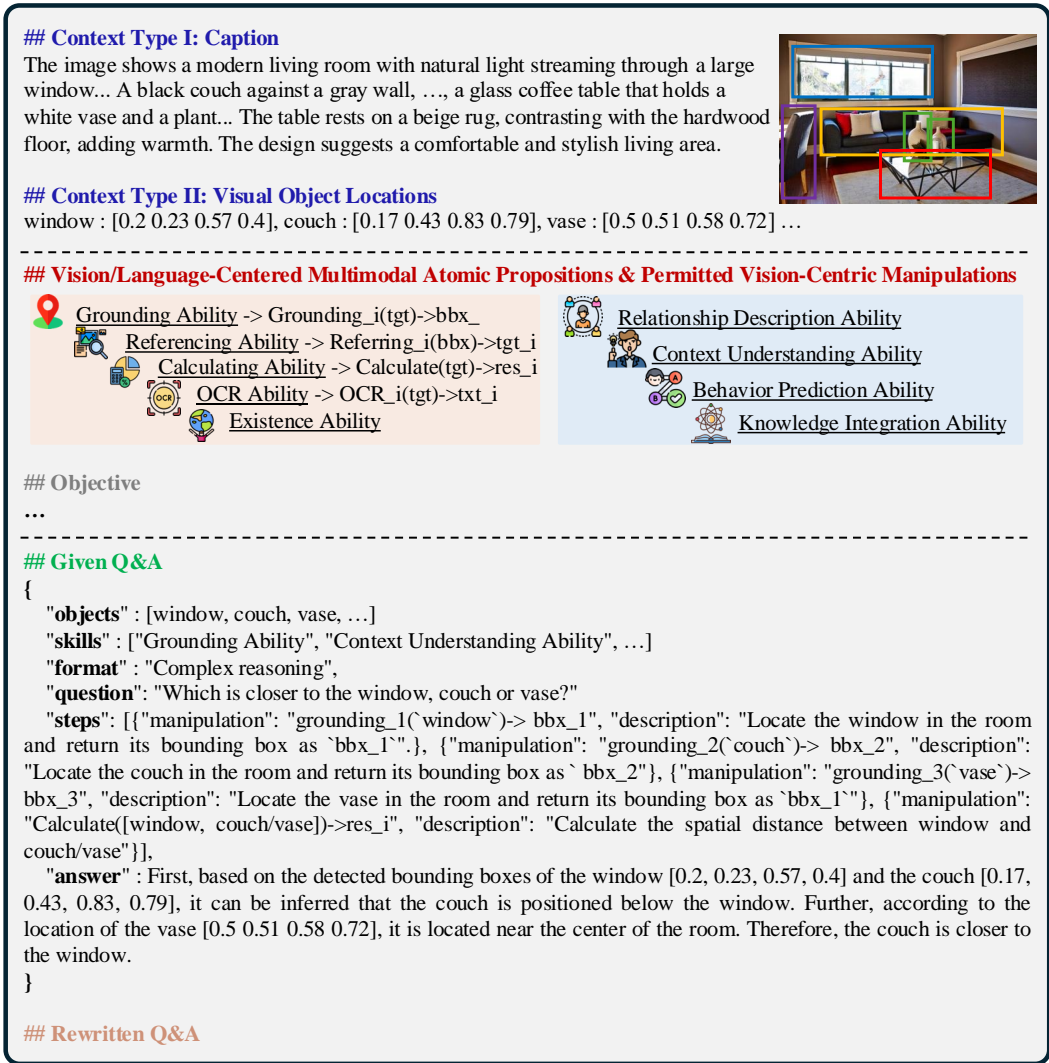 ## Context Type I: Caption
The image shows a modern living room with natural light streaming through a large
window... A black couch against a gray wall, …, a glass coffee table that holds a
white vase and a plant... The table rests on a beige rug, contrasting with the hardwood
floor, adding warmth. The design suggests a comfortable and stylish living area.
## Context Type II: Visual Object Locations
window : [0.2 0.23 0.57 0.4], couch : [0.17 0.43 0.83 0.79], vase : [0.5 0.51 0.58 0.72] …
## Vision/Language-Centered Multimodal Atomic Propositions & Permitted Vision-Centric Manipulations
Grounding Ability -> Grounding_i(tgt)->bbx_
Referencing Ability -> Referring_i(bbx)->tgt_i
Calculating Ability -> Calculate(tgt)->res_i
OCR
OCR Ability -> OCR_i(tgt)->txt_i
Existence Ability
Relationship Description Ability
Context Understanding Ability
A
B
Behavior Prediction Ability
Knowledge Integration Ability
## Objective
…
## Given Q&A
{
"objects" : [window, couch, vase, …]
"skills" : ["Grounding Ability", "Context Understanding Ability", …]
"format" : "Complex reasoning",
"question": "Which is closer to the window, couch or vase?"
"steps": [{"manipulation": "grounding_1(`window`)-> bbx_1", "description": "Locate the window in the room
and return its bounding box as `bbx_1`".}, {"manipulation": "grounding_2(`couch`)-> bbx_2", "description":
"Locate the couch in the room and return its bounding box as ` bbx_2"}, {"manipulation": "grounding_3(`vase`)->
bbx_3", "description": "Locate the vase in the room and return its bounding box as `bbx_1`"}, {"manipulation":
"Calculate([window, couch/vase])->res_i", "description": "Calculate the spatial distance between window and
couch/vase"}],
"answer" : First, based on the detected bounding boxes of the window [0.2, 0.23, 0.57, 0.4] and the couch [0.17,
0.43, 0.83, 0.79], it can be inferred that the couch is positioned below the window. Further, according to the
location of the vase [0.5 0.51 0.58 0.72], it is located near the center of the room. Therefore, the couch is closer to
the window.
}
## Rewritten Q&A